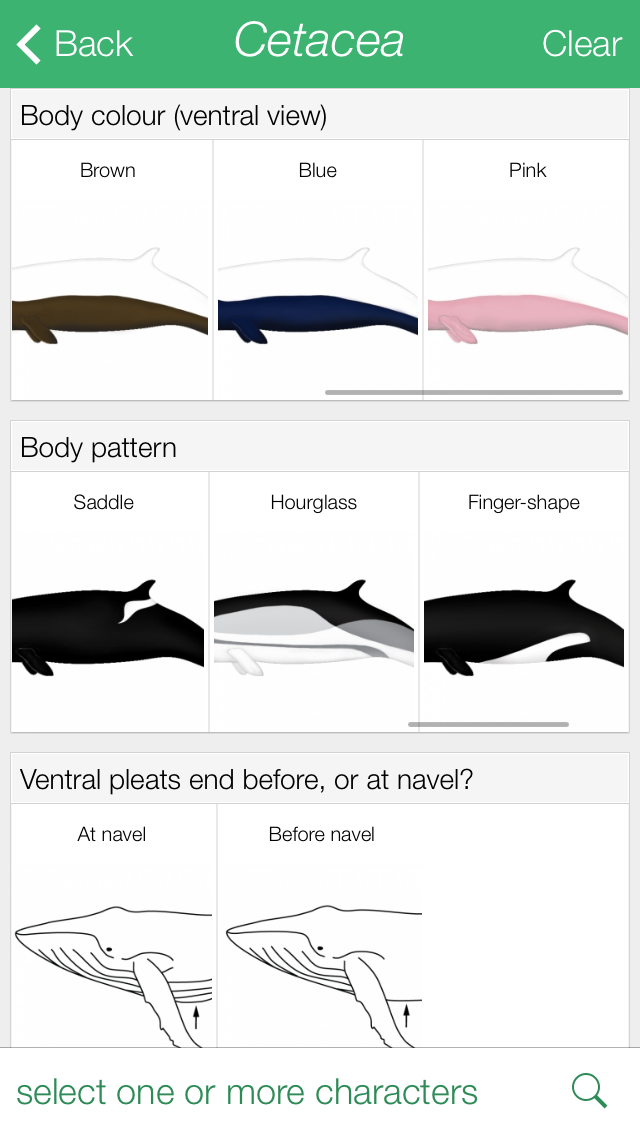 Back Cetacea Clear
Body colour (ventral view)
Brown Blue Pink
Body pattern
Saddle Hourglass Finger-shape
Ventral pleats end before, or at navel?
At navel Before navel
select one or more characters